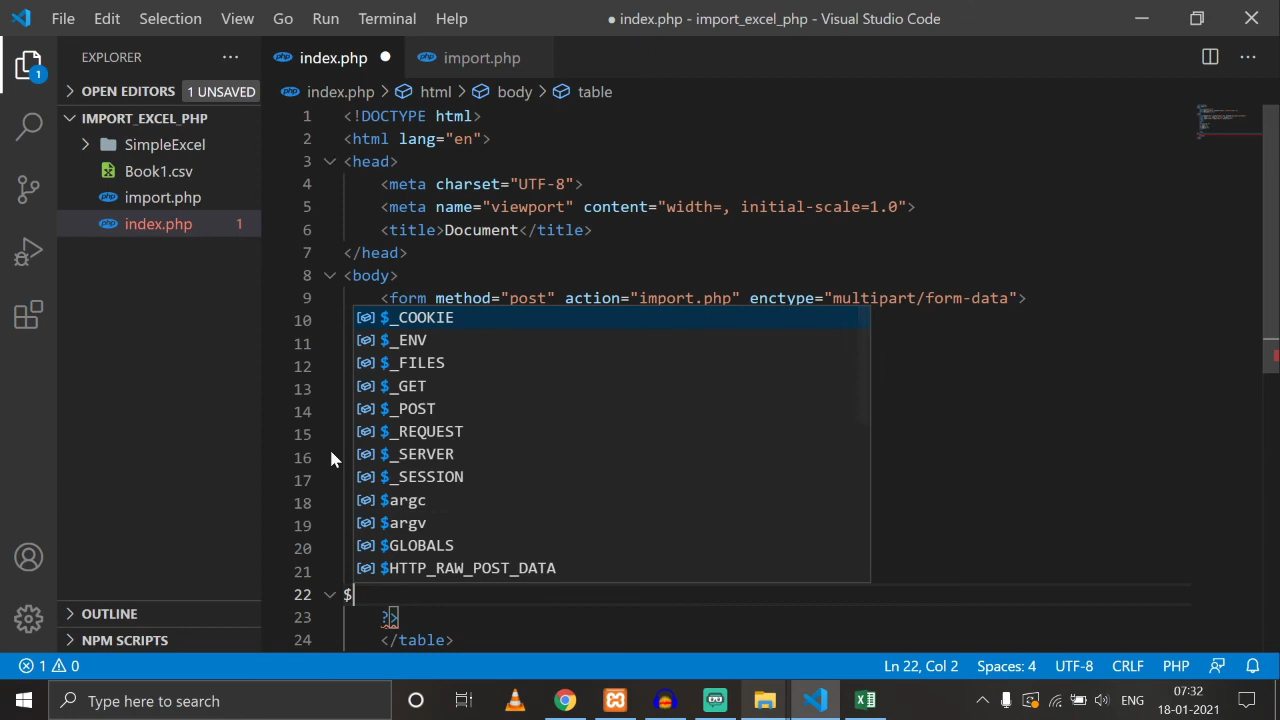 File Edit Selection View Go Run Terminal Help ● index.php - import_excel_php - Visual Studio Code
EXPLORER ··· php index.php ● php import.php ···
1
OPEN EDITORS 1 UNSAVED php index.php > html > body > table
IMPORT_EXCEL_PHP
SimpleExcel
Book1.csv
php import.php
php index.php 1
1 <!DOCTYPE html>
2 <html lang="en">
3 <head>
4 <meta charset="UTF-8">
5 <meta name="viewport" content="width=, initial-scale=1.0">
6 <title>Document</title>
7 </head>
8 <body>
9 <form method="post" action="import.php" enctype="multipart/form-data">
10 $_COOKIE
11 $_ENV
12 $_FILES
13 $_GET
14 $_POST
15 $_REQUEST
16 $_SERVER
17 $_SESSION
18 $argc
19 $argv
20 $GLOBALS
21 $HTTP_RAW_POST_DATA
22 $
23 ?>
24 </table>
OUTLINE
NPM SCRIPTS
1 0 Ln 22, Col 2 Spaces: 4 UTF-8 CRLF PHP
Type here to search ENG 07:32
18-01-2021